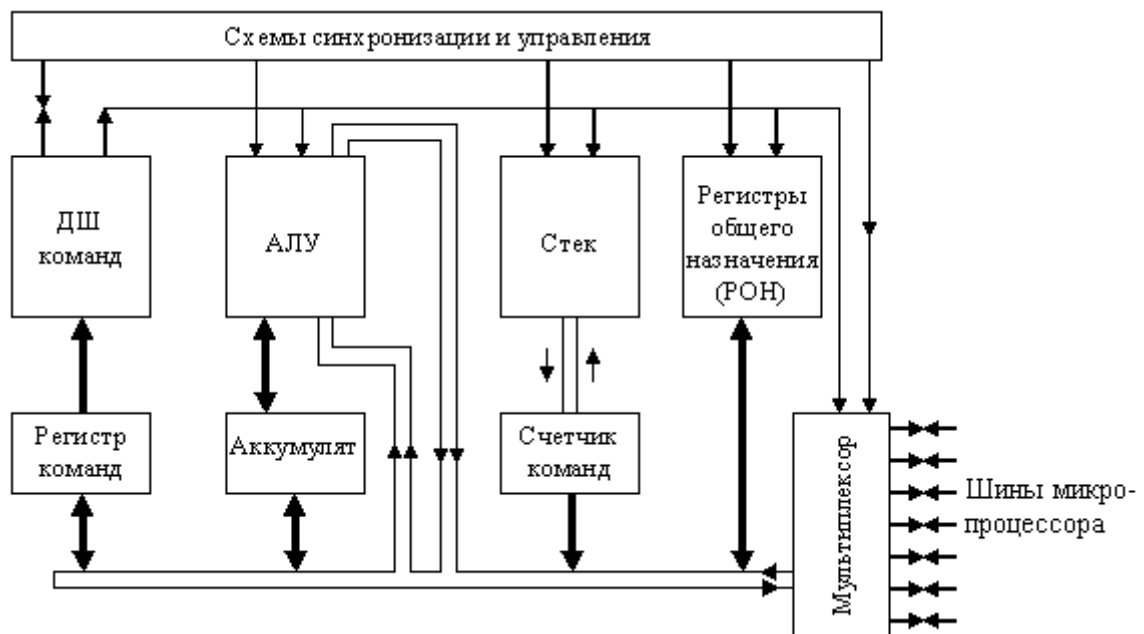 Схемы синхронизации и управления
ДШ
команд
АЛУ
Стек
Регистры
общего
назначения
(РОН)
Регистр
команд
Аккумулят
Счетчик
команд
Мультиплексор
Шины микро-
процессора